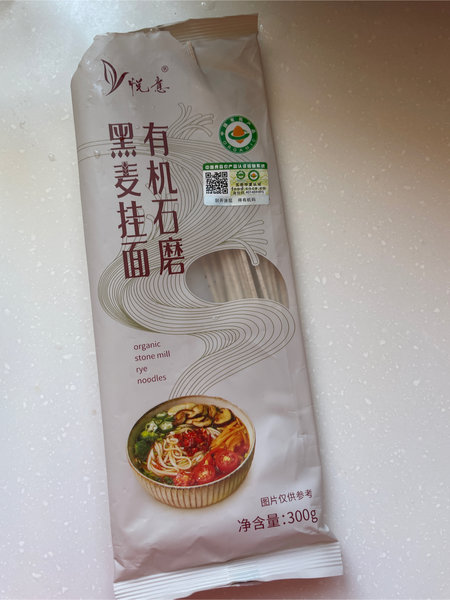 悦意®
有机石磨
黑麦挂面
organic
stone mill
rye
noodles
图片仅供参考
净含量:300g